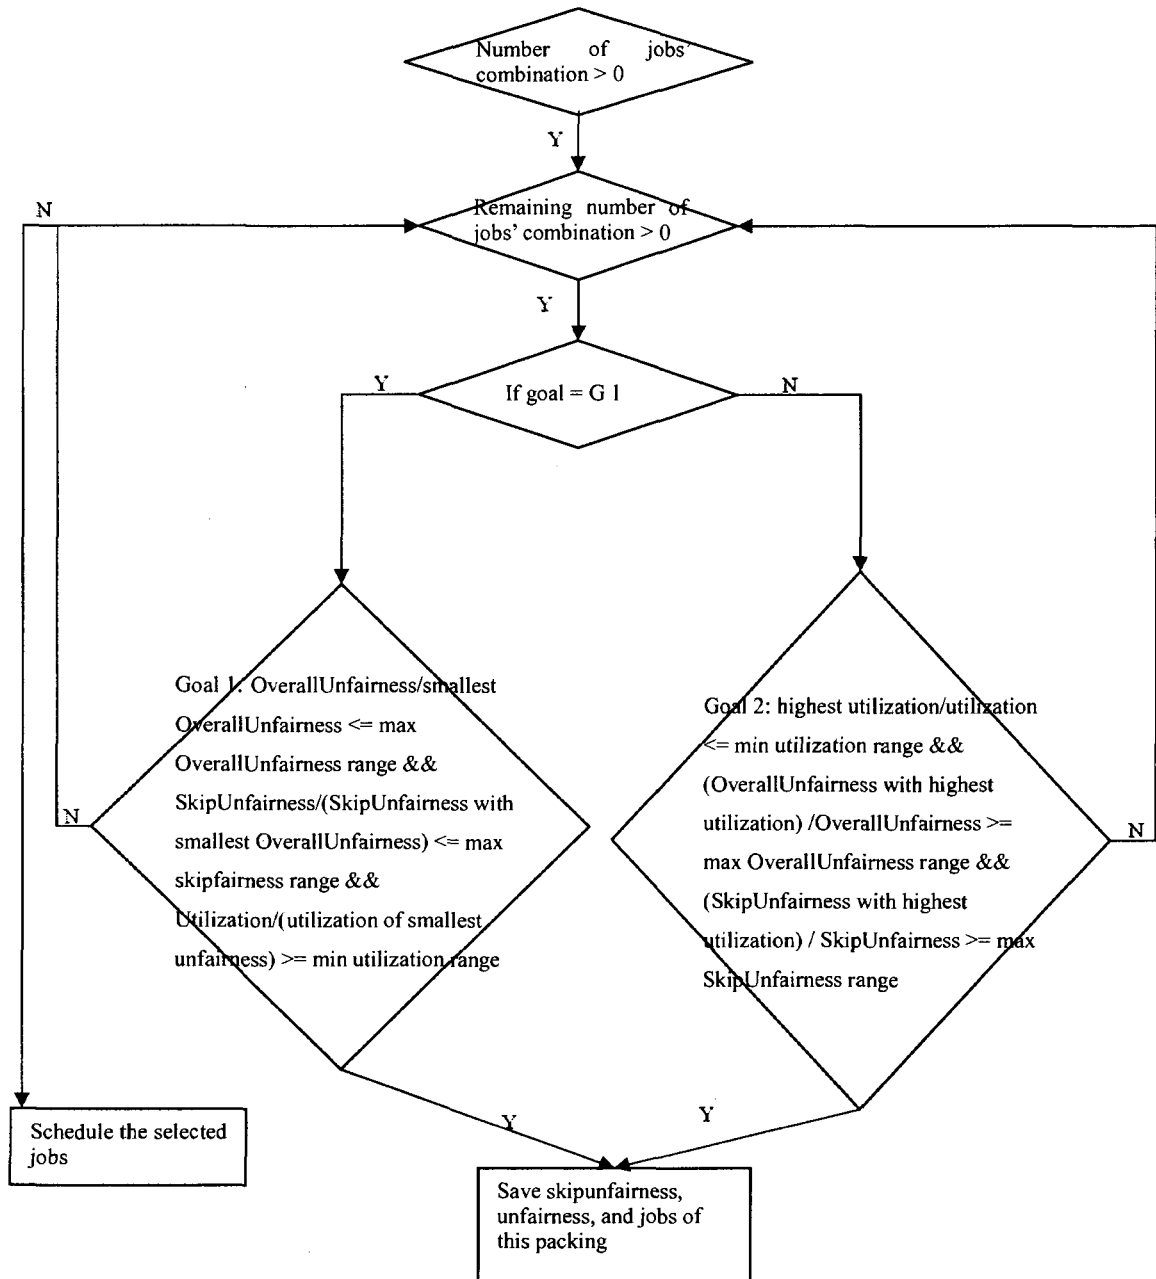 Number of jobs'
combination > 0
Y
N
Remaining number of
jobs' combination > 0
Y
Y
If goal = G 1
N
Goal 1: OverallUnfairness/smallest
OverallUnfairness <= max
OverallUnfairness range &&
SkipUnfairness/(SkipUnfairness with
smallest OverallUnfairness) <= max
skipfairness range &&
Utilization/(utilization of smallest
unfairness) >= min utilization range
N
Goal 2: highest utilization/utilization
<= min utilization range &&
(OverallUnfairness with highest
utilization) /OverallUnfairness >=
max OverallUnfairness range &&
(SkipUnfairness with highest
utilization) / SkipUnfairness >= max
SkipUnfairness range
N
Y
Y
Schedule the selected
jobs
Save skipunfairness,
unfairness, and jobs of
this packing